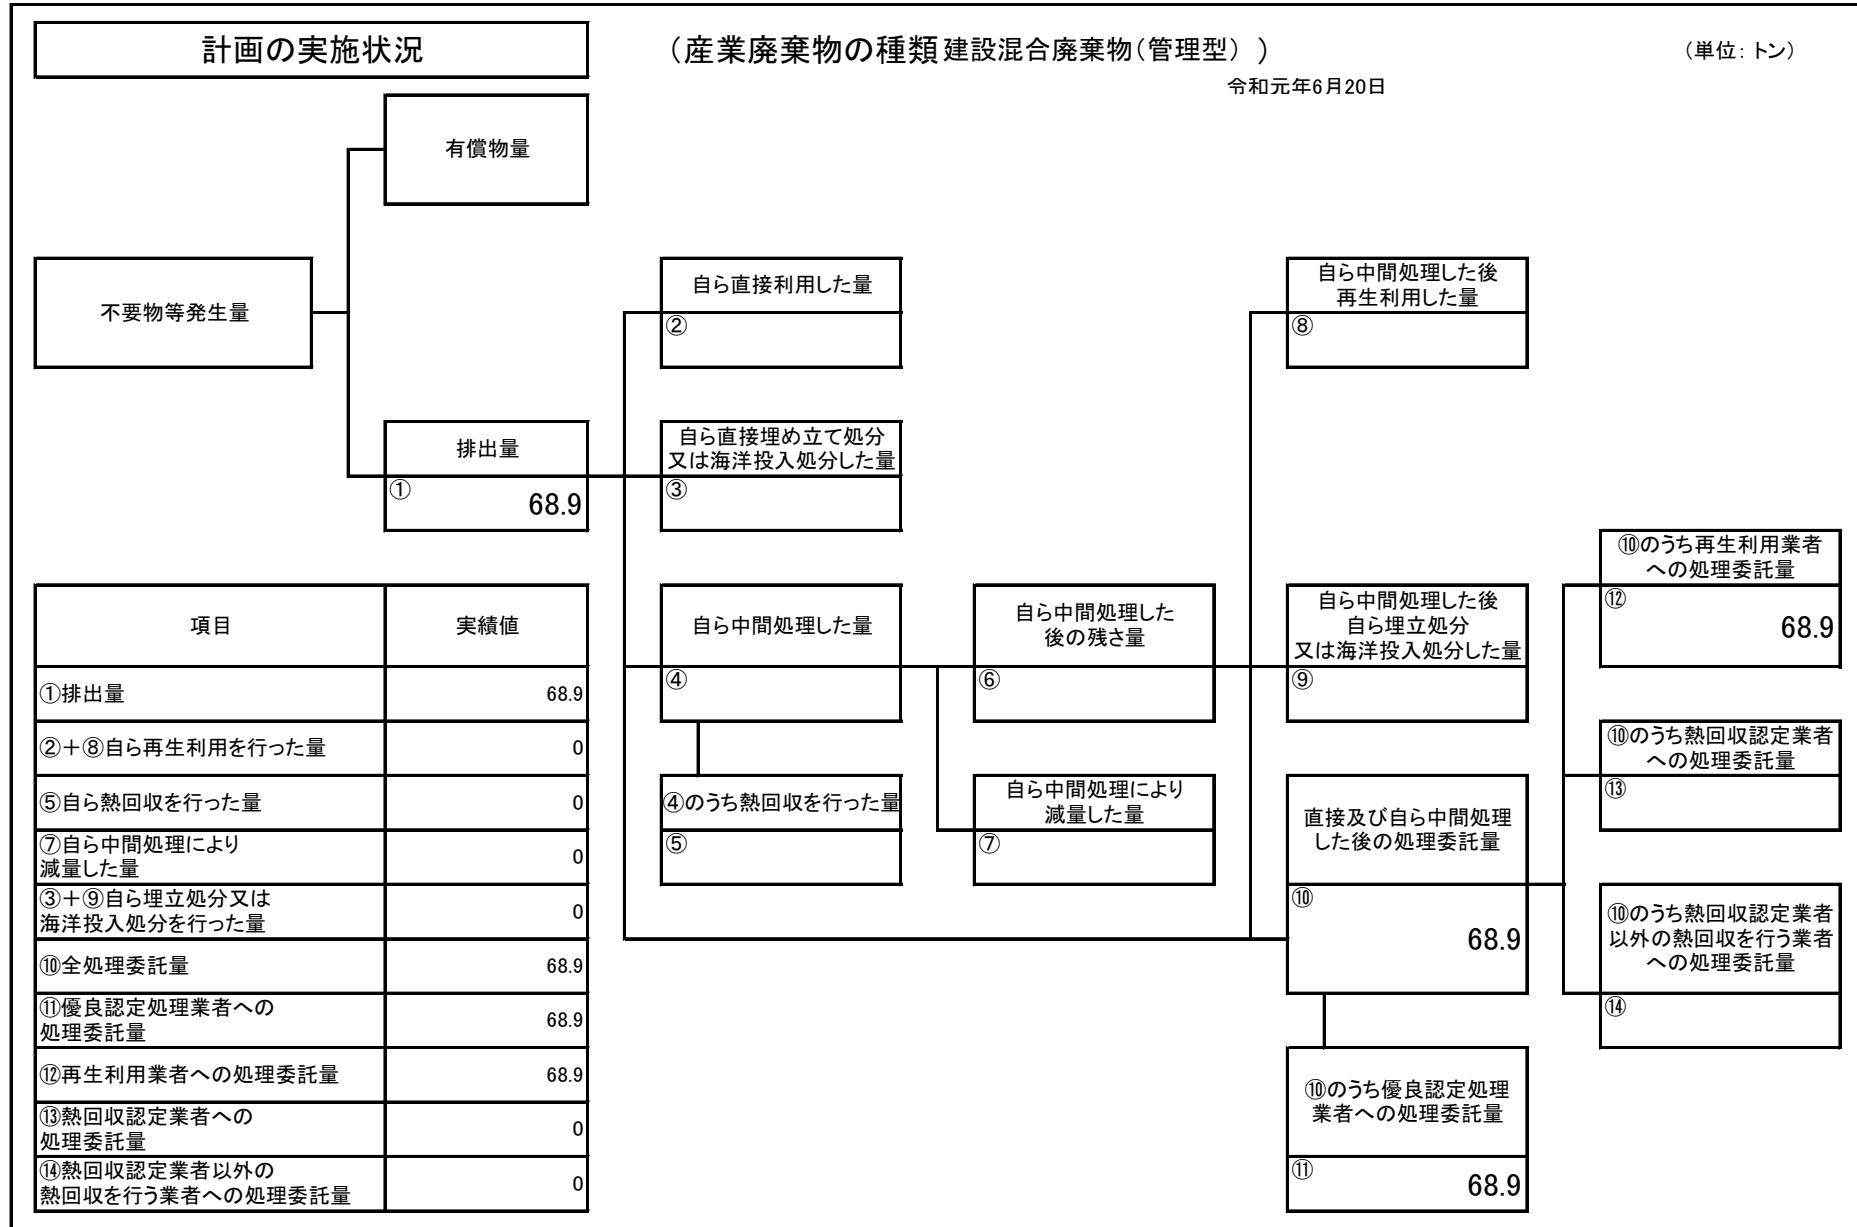 計画の実施状況
（産業廃棄物の種類建設混合廃棄物（管理型））
（単位：トン）
令和元年6月20日
有償物量
不要物等発生量
自ら直接利用した量
②
自ら中間処理した後
再生利用した量
⑧
排出量
①
68.9
自ら直接埋め立て処分
又は海洋投入処分した量
③
⑩のうち再生利用業者
への処理委託量
⑫
68.9
自ら中間処理した量
④
自ら中間処理した
後の残さ量
⑥
自ら中間処理した後
自ら埋立処分
又は海洋投入処分した量
⑨
⑩のうち熱回収認定業者
への処理委託量
⑬
④のうち熱回収を行った量
⑤
自ら中間処理により
減量した量
⑦
直接及び自ら中間処理
した後の処理委託量
⑩
68.9
⑩のうち熱回収認定業者
以外の熱回収を行う業者
への処理委託量
⑭
⑩のうち優良認定処理
業者への処理委託量
⑪
68.9
項目 実績値
①排出量 68.9
②＋⑧自ら再生利用を行った量 0
⑤自ら熱回収を行った量 0
⑦自ら中間処理により
減量した量 0
③＋⑨自ら埋立処分又は
海洋投入処分を行った量 0
⑩全処理委託量 68.9
⑪優良認定処理業者への
処理委託量 68.9
⑫再生利用業者への処理委託量 68.9
⑬熱回収認定業者への
処理委託量 0
⑭熱回収認定業者以外の
熱回収を行う業者への処理委託量 0